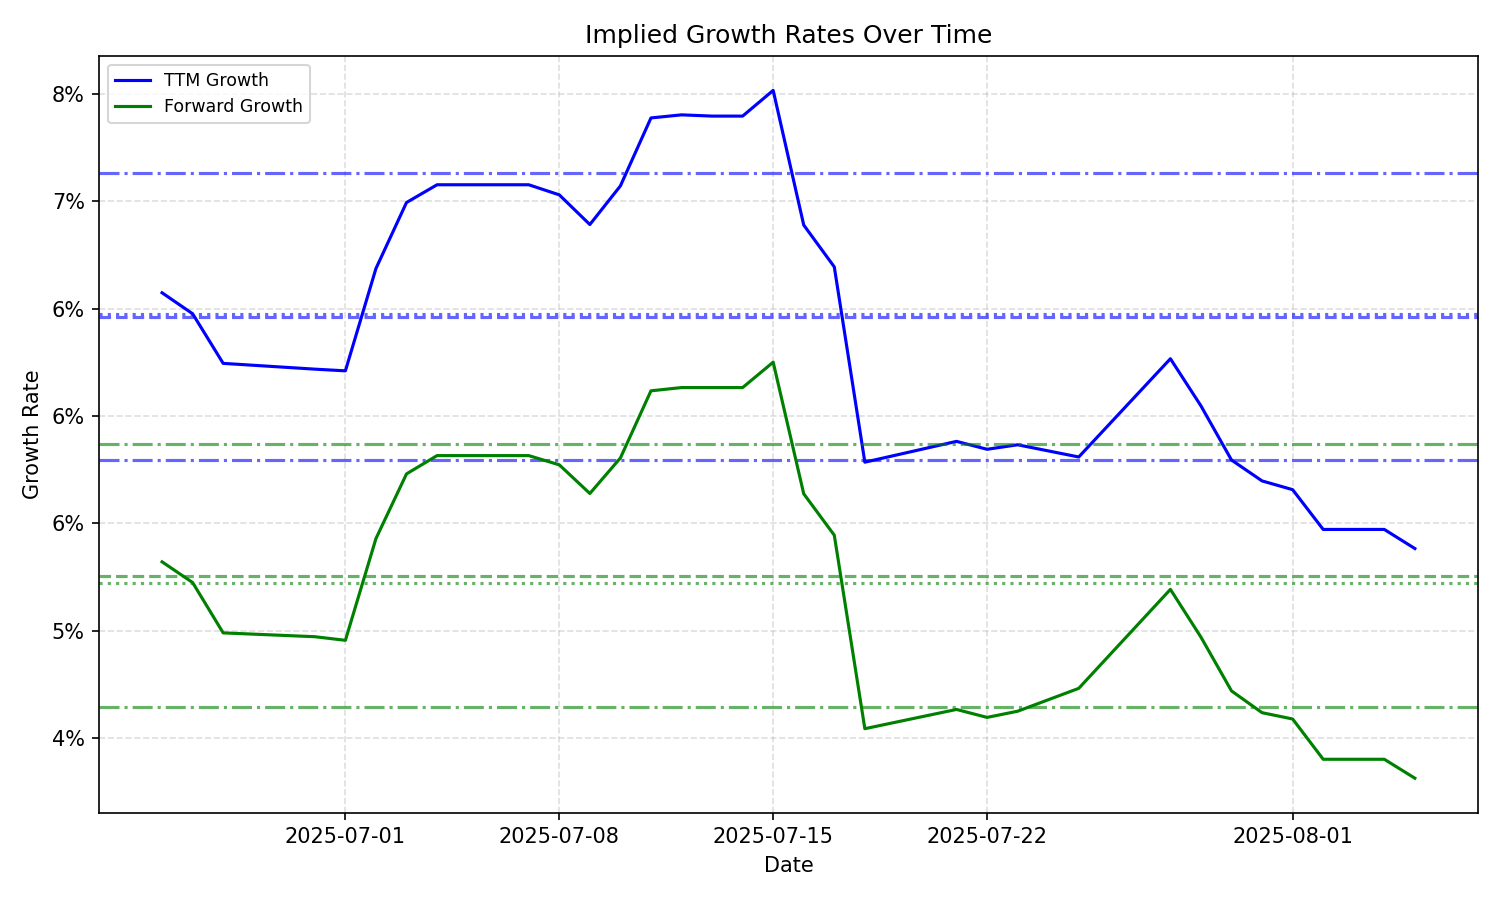 Implied Growth Rates Over Time
TTM Growth
Forward Growth
8%
7%
6%
6%
6%
5%
4%
Growth Rate
2025-07-01
2025-07-08
2025-07-15
2025-07-22
2025-08-01
Date